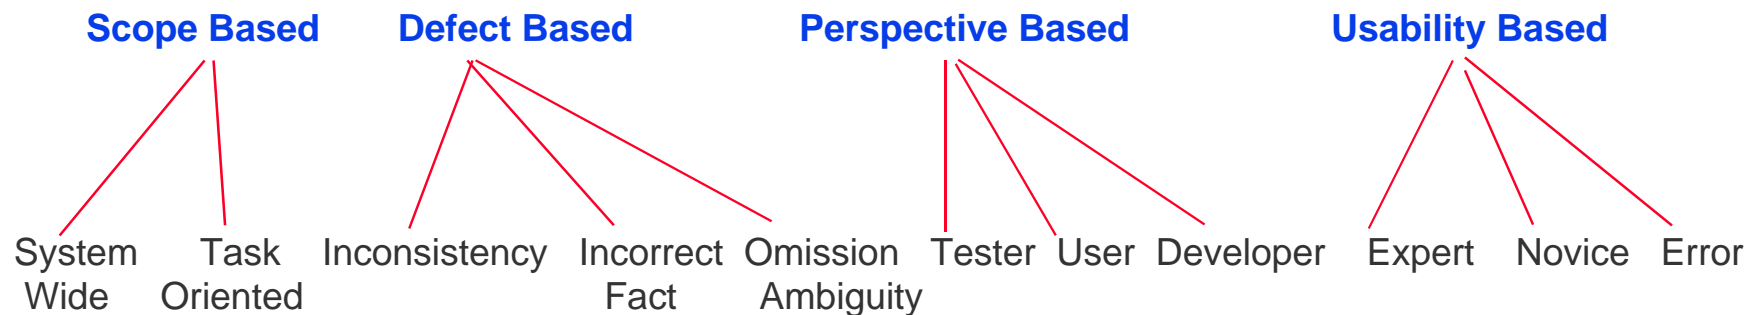 Scope Based Defect Based Perspective Based Usability Based
System Task Inconsistency Incorrect Omission Tester User Developer Expert Novice Error
Wide Oriented Fact Ambiguity